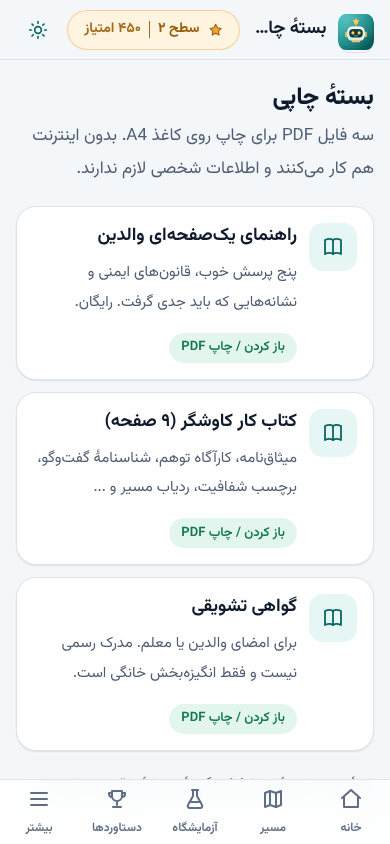 بستهٔ چا...
سطح ۲ | ۴۵۰ امتیاز
بستهٔ چاپی
سه فایل PDF برای چاپ روی کاغذ A4. بدون اینترنت
هم کار می‌کنند و اطلاعات شخصی لازم ندارند.
راهنمای یک‌صفحه‌ای والدین
پنج پرسش خوب، قانون‌های ایمنی و
نشانه‌هایی که باید جدی گرفت. رایگان.
باز کردن / چاپ PDF
کتاب کار کاوشگر (۹ صفحه)
میثاق‌نامه، کارآگاه توهم، شناسنامهٔ گفت‌وگو،
برچسب شفافیت، ردیاب مسیر و ...
باز کردن / چاپ PDF
گواهی تشویقی
برای امضای والدین یا معلم. مدرک رسمی
نیست و فقط انگیزه‌بخش خانگی است.
باز کردن / چاپ PDF
خانه
مسیر
آزمایشگاه
دستاوردها
بیشتر